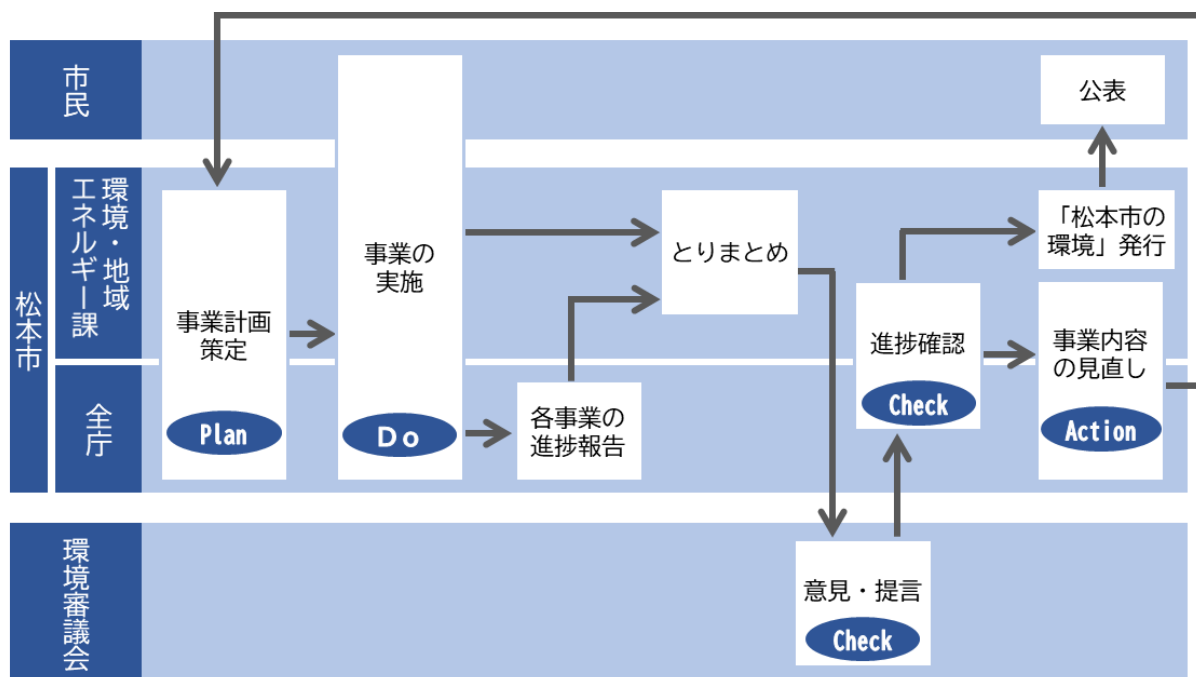 市民
公表
松本市
環境・地域
エネルギー課
事業計画
策定
Plan
事業の
実施
Do
とりまとめ
「松本市の
環境」発行
進捗確認
Check
事業内容
の見直し
Action
全庁
各事業の
進捗報告
環境審議会
意見・提言
Check